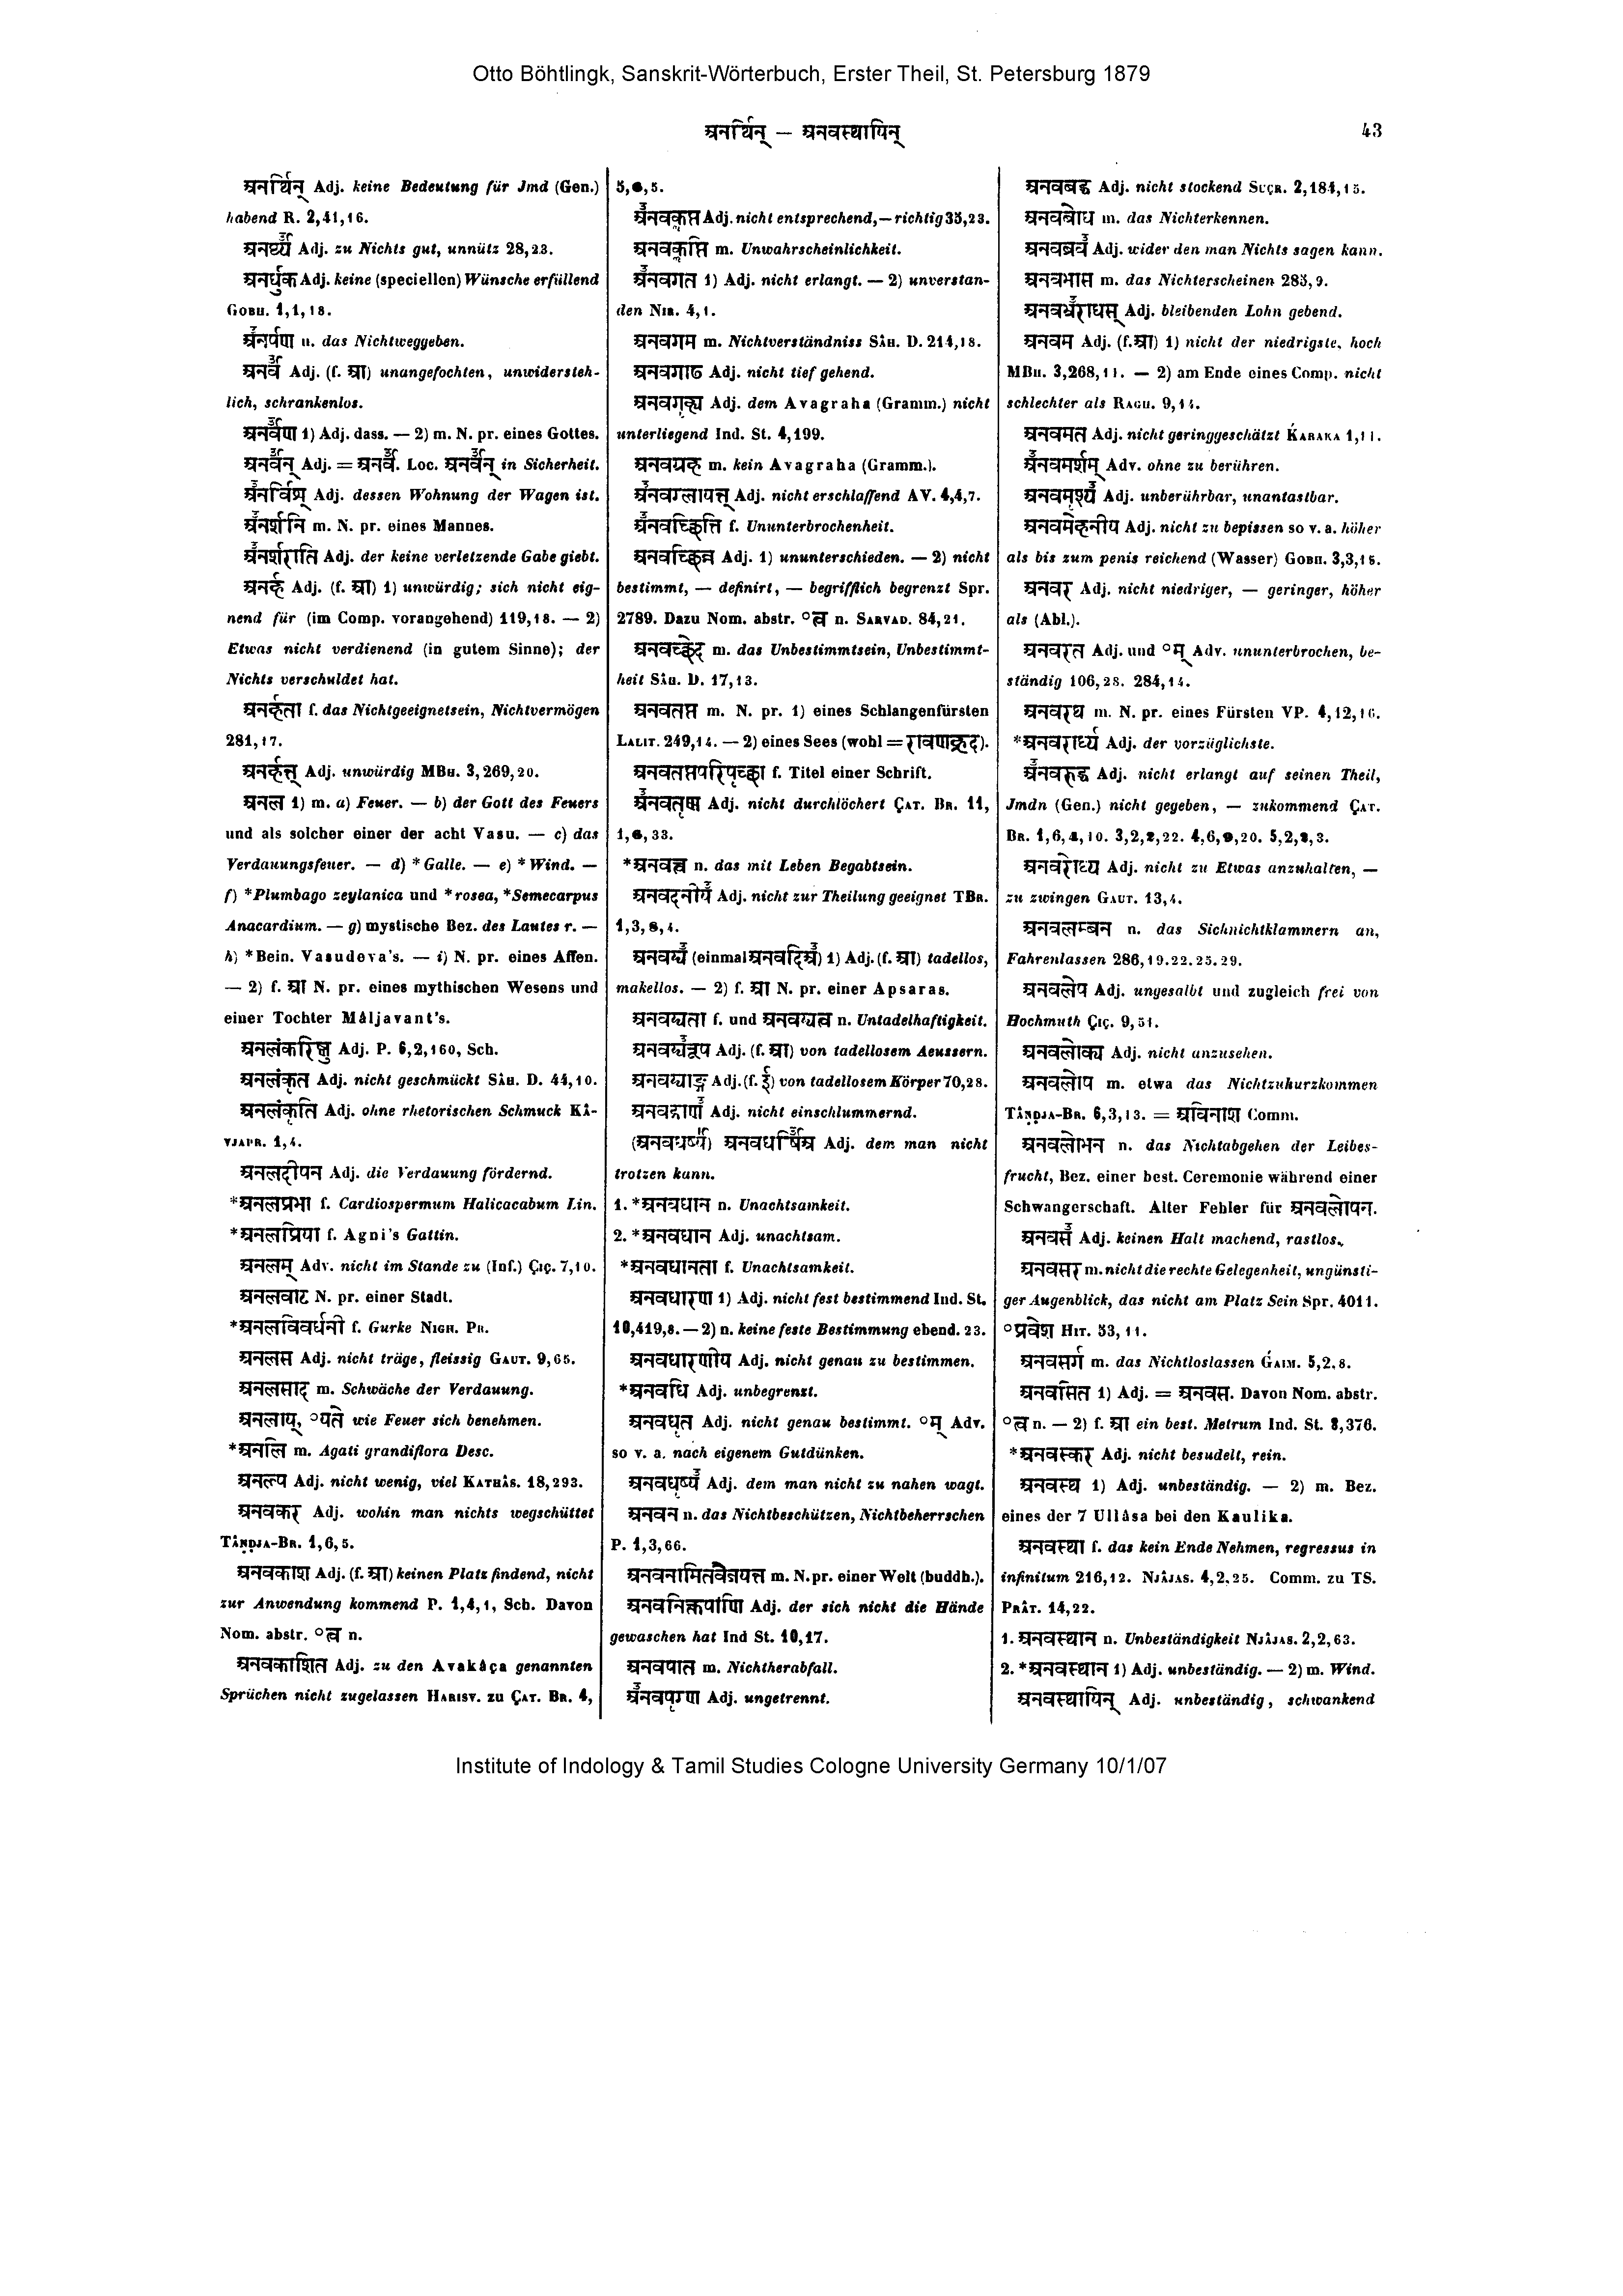 Otto Böhtlingk, Sanskrit-Wörterbuch, Erster Theil, St. Petersburg 1879
अनर्थिन् — अनवस्थायिन्
43
अनर्थिन् Adj. keine Bedeutung für Jmd (Gen.)
habend R. 2,41,16.
अनर्थ्य Adj. zu Nichts gut, unnütz 28,23.
अनर्धुक Adj. keine (speciellen) Wünsche erfüllend
GOBH. 1,1,18.
अनर्पण n. das Nichtweggeben.
अनर्व Adj. (f. आ) unangefochten, unwidersteh-
lich, schrankenlos.
अनर्वण 1) Adj. dass. — 2) m. N. pr. eines Gottes.
अनर्वन् Adj. = अनर्व. Loc. अनर्वन् in Sicherheit.
अनर्विश् Adj. dessen Wohnung der Wagen ist.
अनर्शनि m. N. pr. eines Mannes.
अनर्शराति Adj. der keine verletzende Gabe giebt.
अनर्ह Adj. (f. आ) 1) unwürdig; sich nicht eig-
nend für (im Comp. vorangehend) 119,18. — 2)
Etwas nicht verdienend (in gutem Sinne); der
Nichts verschuldet hat.
अनर्हता f. das Nichtgeeignetsein, Nichtvermögen
281,17.
अनर्हत् Adj. unwürdig MBH. 3,269,20.
अनल 1) m. a) Feuer. — b) der Gott des Feuers
und als solcher einer der acht Vasu. — c) das
Verdauungsfeuer. — d) *Galle. — e) *Wind. —
f) *Plumbago zeylanica und *rosea, *Semecarpus
Anacardium. — g) mystische Bez. des Lautes r. —
h) *Bein. Vasudeva's. — i) N. pr. eines Affen.
— 2) f. आ N. pr. eines mythischen Wesens und
einer Tochter Mâljavant's.
अनलंकरिष्णु Adj. P. 6,2,160, Sch.
अनलंकृत Adj. nicht geschmückt SÂH. D. 44,10.
अनलंकृति Adj. ohne rhetorischen Schmuck KÂ-
VJAPR. 1,4.
अनलदीपन Adj. die Verdauung fördernd.
*अनलप्रभा f. Cardiospermum Halicacabum Lin.
*अनलप्रिया f. Agni's Gattin.
अनलम् Adv. nicht im Stande zu (Inf.) ÇIÇ. 7,10.
अनलवाट N. pr. einer Stadt.
*अनलविवर्धनी f. Gurke NIGH. PR.
अनलस Adj. nicht träge, fleissig GAUT. 9,65.
अनलसाद m. Schwäche der Verdauung.
अनलाय्, °यते wie Feuer sich benehmen.
*अनलि m. Agati grandiflora Desc.
अनल्प Adj. nicht wenig, viel KATHÂS. 18,293.
अनवकर Adj. wohin man nichts wegschüttet
TÂṆḌJA-BR. 1,6,5.
अनवकाश Adj. (f. आ) keinen Platz findend, nicht
zur Anwendung kommend P. 1,4,1, Sch. Davon
Nom. abstr. °त्व n.
अनवकाशित Adj. zu den Avakâça genannten
Sprüchen nicht zugelassen HARISV. zu ÇAT. BR. 4,
5,6,5.
अनवकॢप्त Adj. nicht entsprechend, — richtig 35,23.
अनवकॢप्ति m. Unwahrscheinlichkeit.
अनवगत 1) Adj. nicht erlangt. — 2) unverstan-
den NIR. 4,1.
अनवगम m. Nichtverständniss SÂH. D. 214,18.
अनवगाढ Adj. nicht tief gehend.
अनवगृह्य Adj. dem Avagraha (Gramm.) nicht
unterliegend Ind. St. 4,199.
अनवग्रह m. kein Avagraha (Gramm.).
अनवग्लायत् Adj. nicht erschlaffend AV. 4,4,7.
अनवच्छित्ति f. Ununterbrochenheit.
अनवच्छिन्न Adj. 1) ununterschieden. — 2) nicht
bestimmt, — definirt, — begrifflich begrenzt Spr.
2789. Dazu Nom. abstr. °त्व n. SARVAD. 84,21.
अनवच्छेद m. das Unbestimmtsein, Unbestimmt-
heit SÂH. D. 17,13.
अनवतप्त m. N. pr. 1) eines Schlangenfürsten
LALIT. 249,14. — 2) eines Sees (wohl = रावणह्रद).
अनवतप्तपरिपृच्छा f. Titel einer Schrift.
अनवतृण्ण Adj. nicht durchlöchert ÇAT. BR. 11,
1,6,33.
*अनवत्त्व n. das mit Leben Begabtsein.
अनवदानीय Adj. nicht zur Theilung geeignet TBR.
1,3,8,4.
अनवद्य (einmal अनवदिअ) 1) Adj. (f. आ) tadellos,
makellos. — 2) f. आ N. pr. einer Apsaras.
अनवद्यता f. und अनवद्यत्व n. Untadelhaftigkeit.
अनवद्यरूप Adj. (f. आ) von tadellosem Aeussern.
अनवद्याङ्ग Adj. (f. ई) von tadellosem Körper 70,28.
अनवद्राण Adj. nicht einschlummernd.
(अनवधर्ष्य) अनवधर्षिअ Adj. dem man nicht
trotzen kann.
1. *अनवधान n. Unachtsamkeit.
2. *अनवधान Adj. unachtsam.
*अनवधानता f. Unachtsamkeit.
अनवधारण 1) Adj. nicht fest bestimmend Ind. St.
10,419,8. — 2) n. keine feste Bestimmung ebend. 23.
अनवधारणीय Adj. nicht genau zu bestimmen.
*अनवधि Adj. unbegrenzt.
अनवधृत Adj. nicht genau bestimmt. °म् Adv.
so v. a. nach eigenem Gutdünken.
अनवधृष्य Adj. dem man nicht zu nahen wagt.
अनवन n. das Nichtbeschützen, Nichtbeherrschen
P. 1,3,66.
अनवनामितवैजयन्त m. N. pr. einer Welt (buddh.).
अनवनिक्तपाणि Adj. der sich nicht die Hände
gewaschen hat Ind St. 10,17.
अनवपात m. Nichtherabfall.
अनवपृग्ण Adj. ungetrennt.
अनवबद्ध Adj. nicht stockend SUÇR. 2,184,15.
अनवबोध m. das Nichterkennen.
अनवब्रव Adj. wider den man Nichts sagen kann.
अनवभास m. das Nichterscheinen 285,9.
अनवभ्रराधस् Adj. bleibenden Lohn gebend.
अनवम Adj. (f. आ) 1) nicht der niedrigste, hoch
MBH. 3,268,11. — 2) am Ende eines Comp. nicht
schlechter als RAGH. 9,14.
अनवमत Adj. nicht geringgeschätzt ḰARAKA 1,11.
अनवमर्शम् Adv. ohne zu berühren.
अनवमृश्य Adj. unberührbar, unantastbar.
अनवमेहनीय Adj. nicht zu bepissen so v. a. höher
als bis zum penis reichend (Wasser) GOBH. 3,3,15.
अनवर Adj. nicht niedriger, — geringer, höher
als (Abl.).
अनवरत Adj. und °म् Adv. ununterbrochen, be-
ständig 106,28. 284,14.
अनवरथ m. N. pr. eines Fürsten VP. 4,12,16.
*अनवरार्ध्य Adj. der vorzüglichste.
अनवरुद्ध Adj. nicht erlangt auf seinen Theil,
Jmdn (Gen.) nicht gegeben, — zukommend ÇAT.
BR. 1,6,4,10. 3,2,2,22. 4,6,9,20. 5,2,2,3.
अनवरोध्य Adj. nicht zu Etwas anzuhalten, —
zu zwingen GAUT. 13,4.
अनवलम्बन n. das Sichnichtklammern an,
Fahrenlassen 286,19.22.25.29.
अनवलेप Adj. ungesalbt und zugleich frei von
Hochmuth ÇIÇ. 9,51.
अनवलोक्य Adj. nicht anzusehen.
अनवलोप m. etwa das Nichtzukurzkommen
TÂṆḌJA-BR. 6,3,13. = अविनाश Comm.
अनवलोभन n. das Nichtabgehen der Leibes-
frucht, Bez. einer best. Ceremonie während einer
Schwangerschaft. Alter Fehler für अनवलोपन.
अनवस Adj. keinen Halt machend, rastlos.
अनवसर m. nicht die rechte Gelegenheit, ungünsti-
ger Augenblick, das nicht am Platz Sein Spr. 4011.
°प्रवेश HIT. 53,11.
अनवसर्ग m. das Nichtloslassen ǴAIM. 5,2,8.
अनवसित 1) Adj. = अनवस. Davon Nom. abstr.
°त्व n. — 2) f. आ ein best. Metrum Ind. St. 8,376.
*अनवस्कर Adj. nicht besudelt, rein.
अनवस्थ 1) Adj. unbeständig. — 2) m. Bez.
eines der 7 Ullâsa bei den Kaulika.
अनवस्था f. das kein Ende Nehmen, regressus in
infinitum 216,12. NJÂJAS. 4,2,25. Comm. zu TS.
PRÂT. 14,22.
1. अनवस्थान n. Unbeständigkeit NJÂJAS. 2,2,63.
2. *अनवस्थान 1) Adj. unbeständig. — 2) m. Wind.
अनवस्थायिन् Adj. unbeständig, schwankend
Institute of Indology & Tamil Studies Cologne University Germany 10/1/07